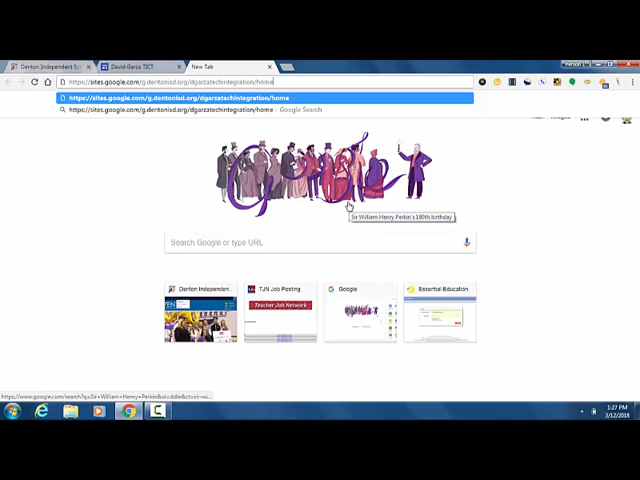 Denton Independent Sc
David Garza TICT
New Tab
Person 1
https://sites.google.com/g.dentonisd.org/dgarzatechintegration/home
https://sites.google.com/g.dentonisd.org/dgarzatechintegration/home
https://sites.google.com/g.dentonisd.org/dgarzatechintegration/home - Google Search
Sir William Henry Perkin's 180th birthday
Search Google or type URL
Denton Independen...
TJN Job Posting
Google
Essential Education
Teacher Job Network
1:27 PM
3/12/2018